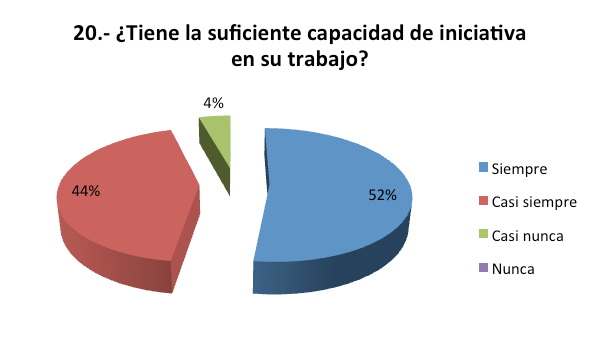 20.- ¿Tiene la suficiente capacidad de iniciativa
en su trabajo?
4%
44%
52%
Siempre
Casi siempre
Casi nunca
Nunca